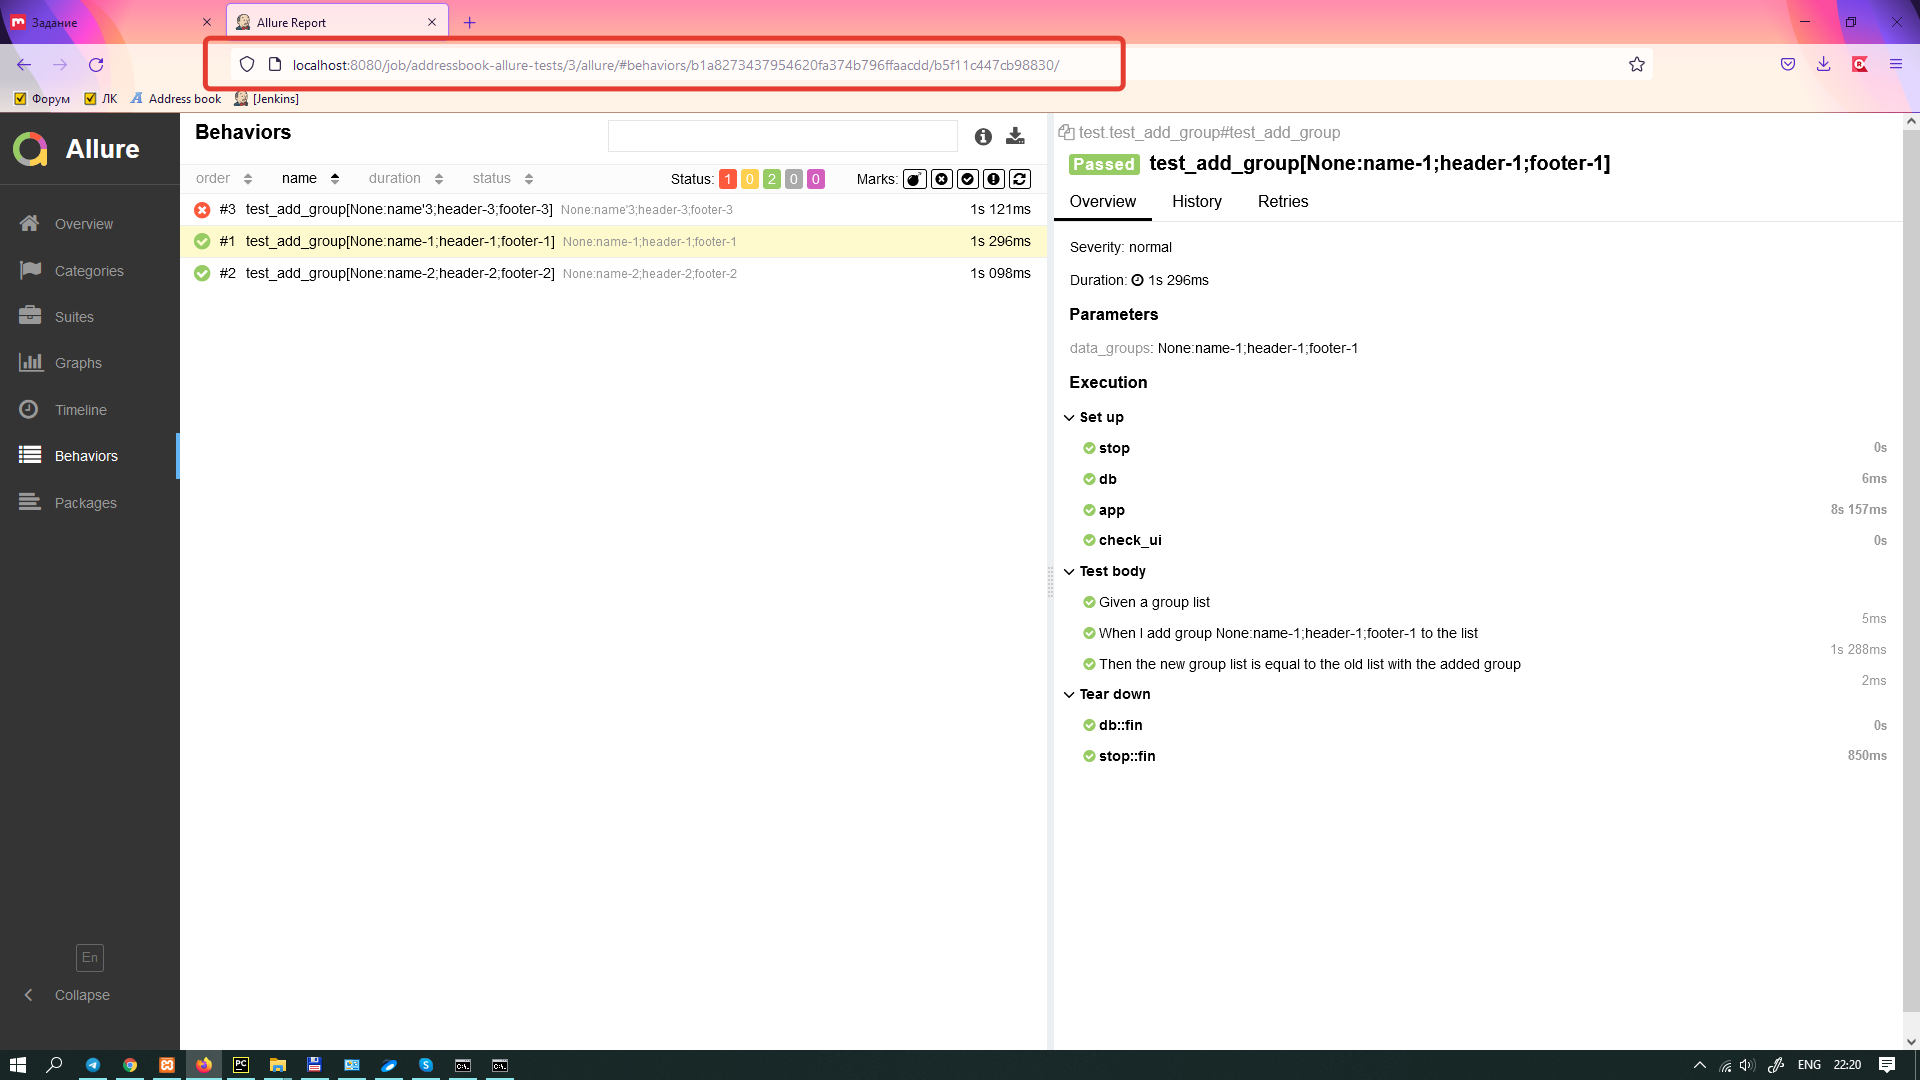 Задание
Allure Report
localhost:8080/job/addressbook-allure-tests/3/allure/#behaviors/b1a8273437954620fa374b796ffaacdd/b5f11c447cb98830/
Форум
ЛК
Address book
[Jenkins]
Allure
Overview
Categories
Suites
Graphs
Timeline
Behaviors
Packages
En
Collapse
Behaviors
order name duration status Status: 1 0 2 0 0 Marks:
#3 test_add_group[None:name'3;header-3;footer-3] None:name'3;header-3;footer-3 1s 121ms
#1 test_add_group[None:name-1;header-1;footer-1] None:name-1;header-1;footer-1 1s 296ms
#2 test_add_group[None:name-2;header-2;footer-2] None:name-2;header-2;footer-2 1s 098ms
test.test_add_group#test_add_group
Passed test_add_group[None:name-1;header-1;footer-1]
Overview History Retries
Severity: normal
Duration: 1s 296ms
Parameters
data_groups: None:name-1;header-1;footer-1
Execution
Set up
stop 0s
db 6ms
app 8s 157ms
check_ui 0s
Test body
Given a group list
5ms
When I add group None:name-1;header-1;footer-1 to the list
1s 288ms
Then the new group list is equal to the old list with the added group
2ms
Tear down
db::fin 0s
stop::fin 850ms
ENG 22:20